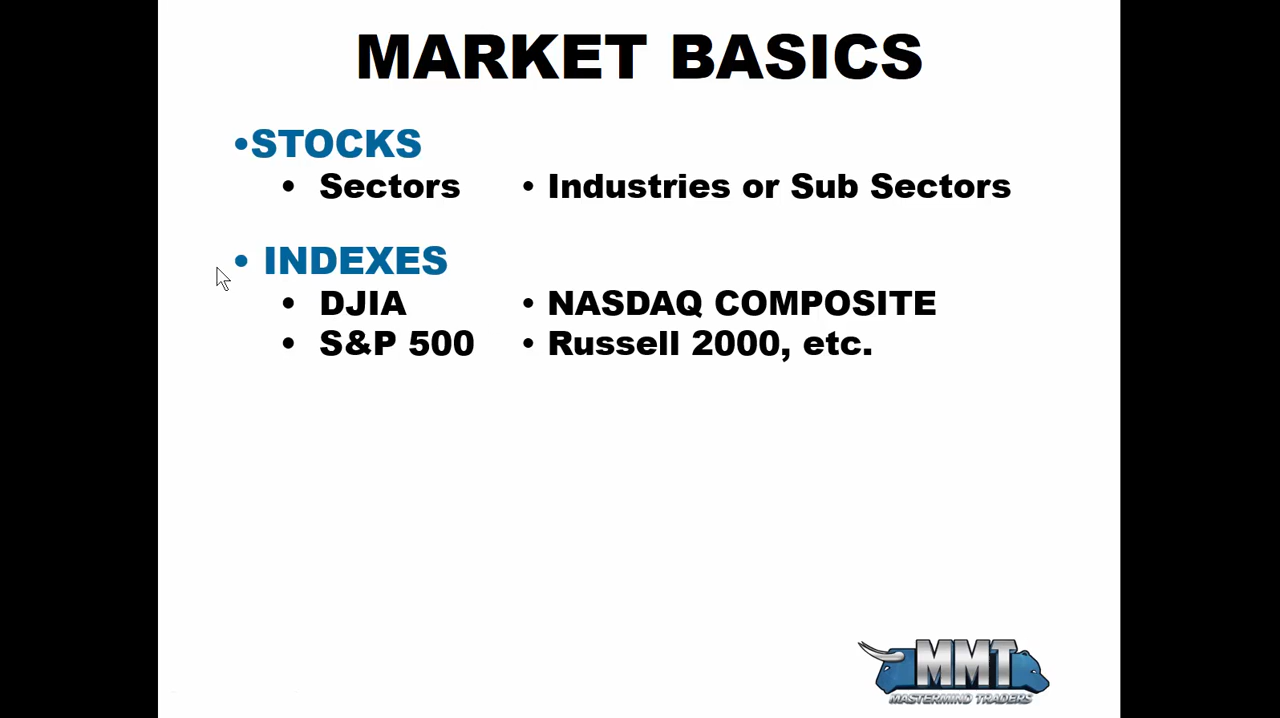 MARKET BASICS
•STOCKS
• Sectors • Industries or Sub Sectors
• INDEXES
• DJIA • NASDAQ COMPOSITE
• S&P 500 • Russell 2000, etc.
MMT
MASTERMIND TRADERS